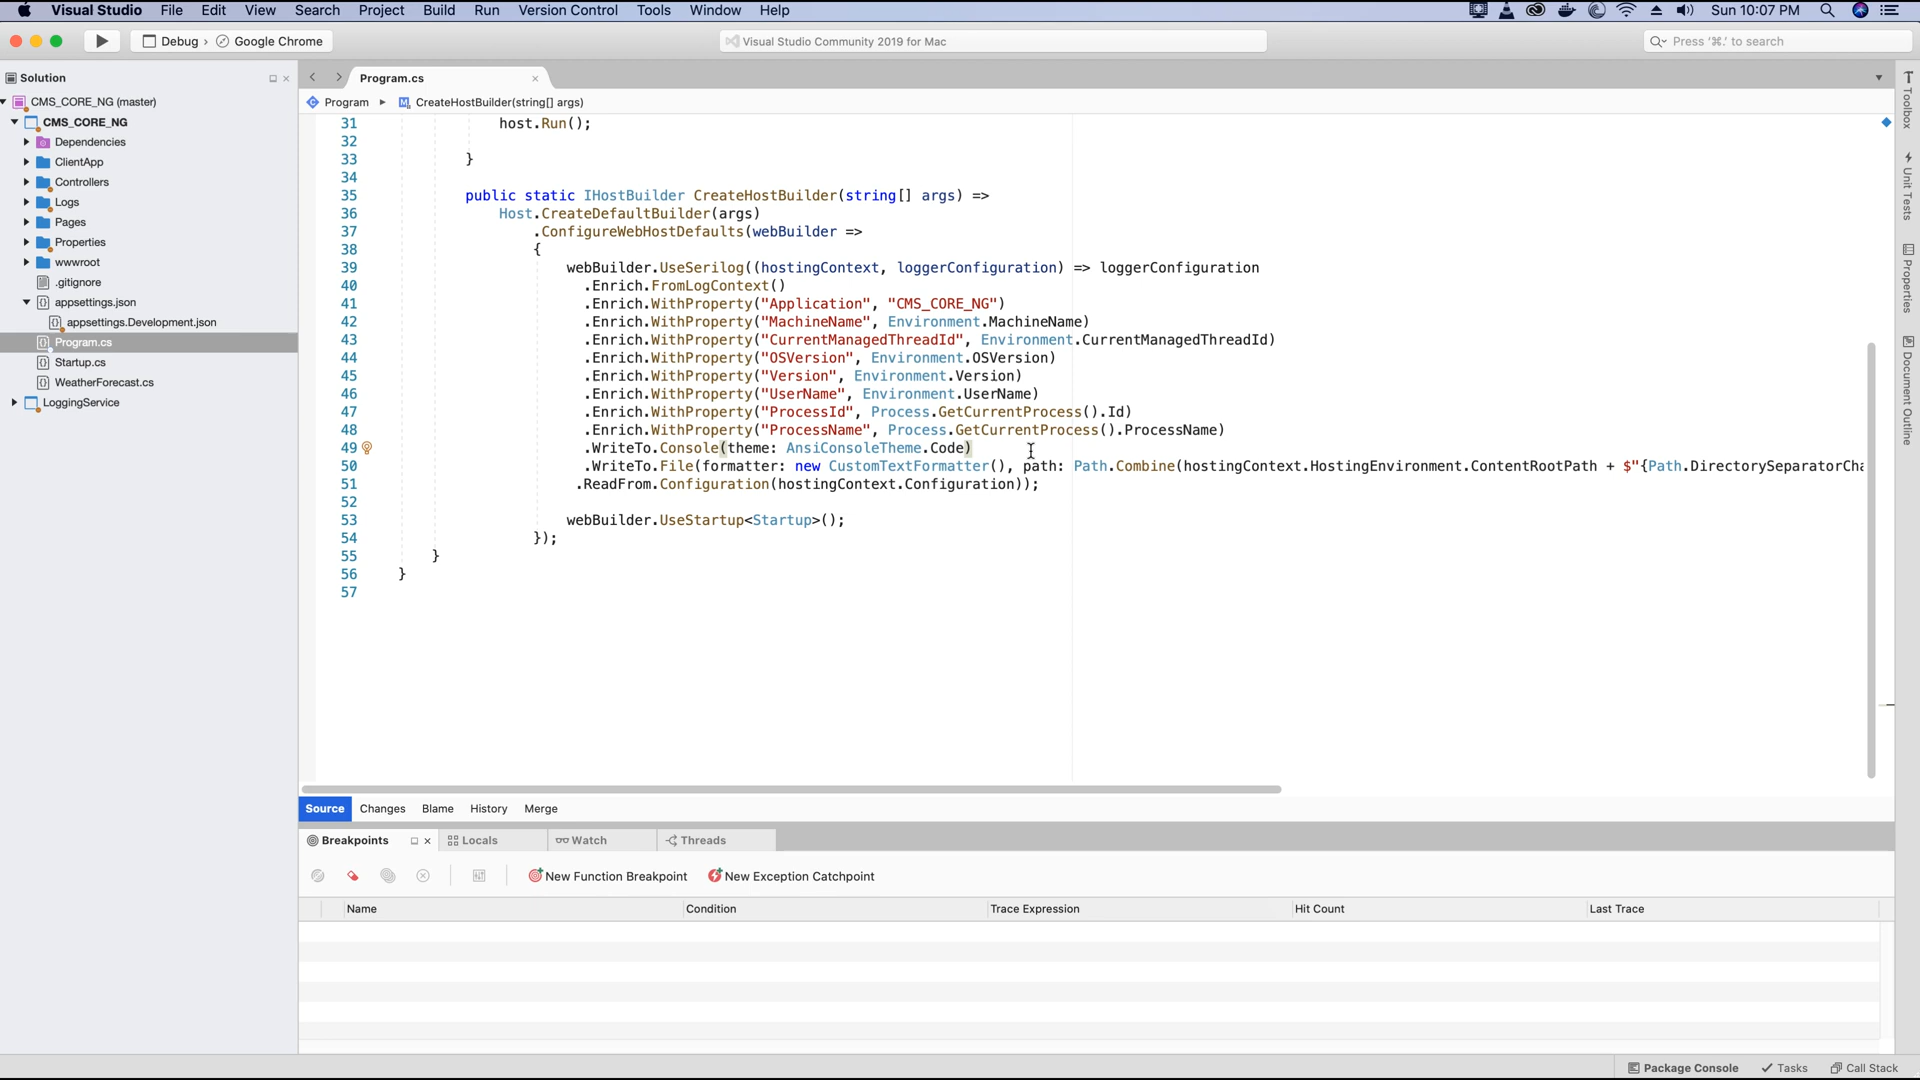 Visual Studio File Edit View Search Project Build Run Version Control Tools Window Help Sun 10:07 PM
Debug › Google Chrome
Visual Studio Community 2019 for Mac
Press '⌘.' to search
Solution
CMS_CORE_NG (master)
CMS_CORE_NG
Dependencies
ClientApp
Controllers
Logs
Pages
Properties
wwwroot
.gitignore
appsettings.json
appsettings.Development.json
Program.cs
Startup.cs
WeatherForecast.cs
LoggingService
Program.cs
Program ▸ CreateHostBuilder(string[] args)
31 host.Run();
32
33 }
34
35 public static IHostBuilder CreateHostBuilder(string[] args) =>
36 Host.CreateDefaultBuilder(args)
37 .ConfigureWebHostDefaults(webBuilder =>
38 {
39 webBuilder.UseSerilog((hostingContext, loggerConfiguration) => loggerConfiguration
40 .Enrich.FromLogContext()
41 .Enrich.WithProperty("Application", "CMS_CORE_NG")
42 .Enrich.WithProperty("MachineName", Environment.MachineName)
43 .Enrich.WithProperty("CurrentManagedThreadId", Environment.CurrentManagedThreadId)
44 .Enrich.WithProperty("OSVersion", Environment.OSVersion)
45 .Enrich.WithProperty("Version", Environment.Version)
46 .Enrich.WithProperty("UserName", Environment.UserName)
47 .Enrich.WithProperty("ProcessId", Process.GetCurrentProcess().Id)
48 .Enrich.WithProperty("ProcessName", Process.GetCurrentProcess().ProcessName)
49 .WriteTo.Console(theme: AnsiConsoleTheme.Code)
50 .WriteTo.File(formatter: new CustomTextFormatter(), path: Path.Combine(hostingContext.HostingEnvironment.ContentRootPath + $"{Path.DirectorySeparatorCha
51 .ReadFrom.Configuration(hostingContext.Configuration));
52
53 webBuilder.UseStartup<Startup>();
54 });
55 }
56 }
57
Source Changes Blame History Merge
Breakpoints Locals Watch Threads
New Function Breakpoint New Exception Catchpoint
Name Condition Trace Expression Hit Count Last Trace
Toolbox
Unit Tests
Properties
Document Outline
Package Console Tasks Call Stack